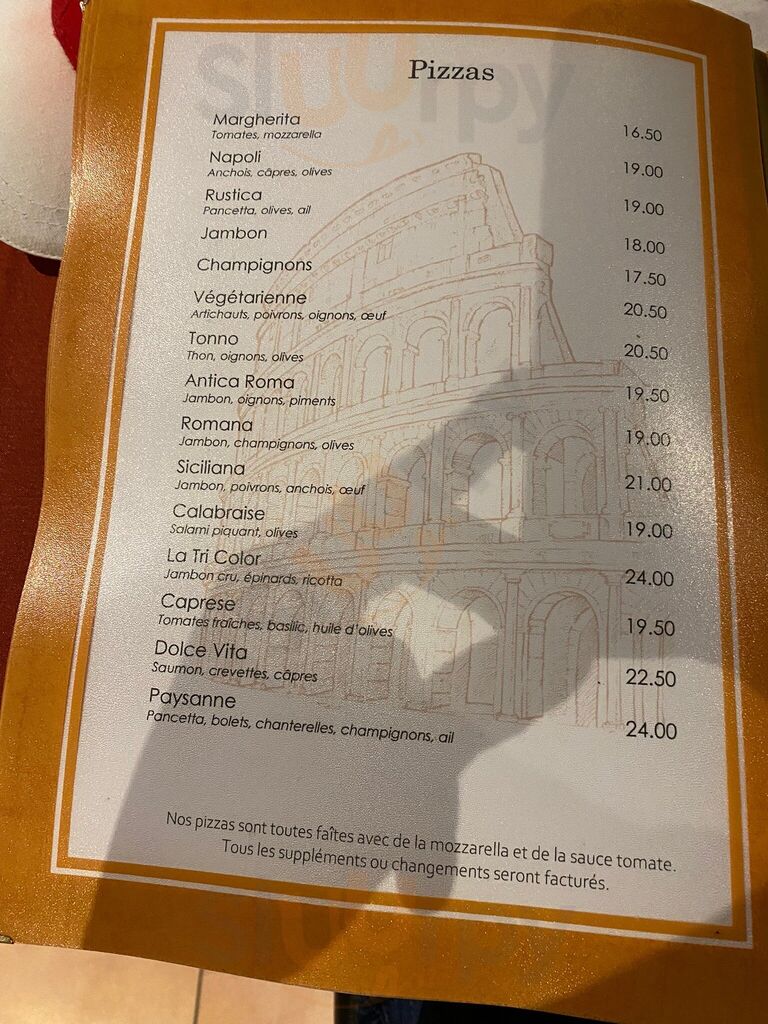 Pizzas
Margherita 16.50
Tomates, mozzarella
Napoli 19.00
Anchois, câpres, olives
Rustica 19.00
Pancetta, olives, ail
Jambon 18.00
Champignons 17.50
Végétarienne 20.50
Artichauts, poivrons, oignons, œuf
Tonno 20.50
Thon, oignons, olives
Antica Roma 19.50
Jambon, oignons, piments
Romana 19.00
Jambon, champignons, olives
Siciliana 21.00
Jambon, poivrons, anchois, œuf
Calabraise 19.00
Salami piquant, olives
La Tri Color 24.00
Jambon cru, épinards, ricotta
Caprese 19.50
Tomates fraîches, basilic, huile d'olives
Dolce Vita 22.50
Saumon, crevettes, câpres
Paysanne 24.00
Pancetta, bolets, chanterelles, champignons, ail
Nos pizzas sont toutes faîtes avec de la mozzarella et de la sauce tomate.
Tous les suppléments ou changements seront facturés.
sluurpy
sluurpy